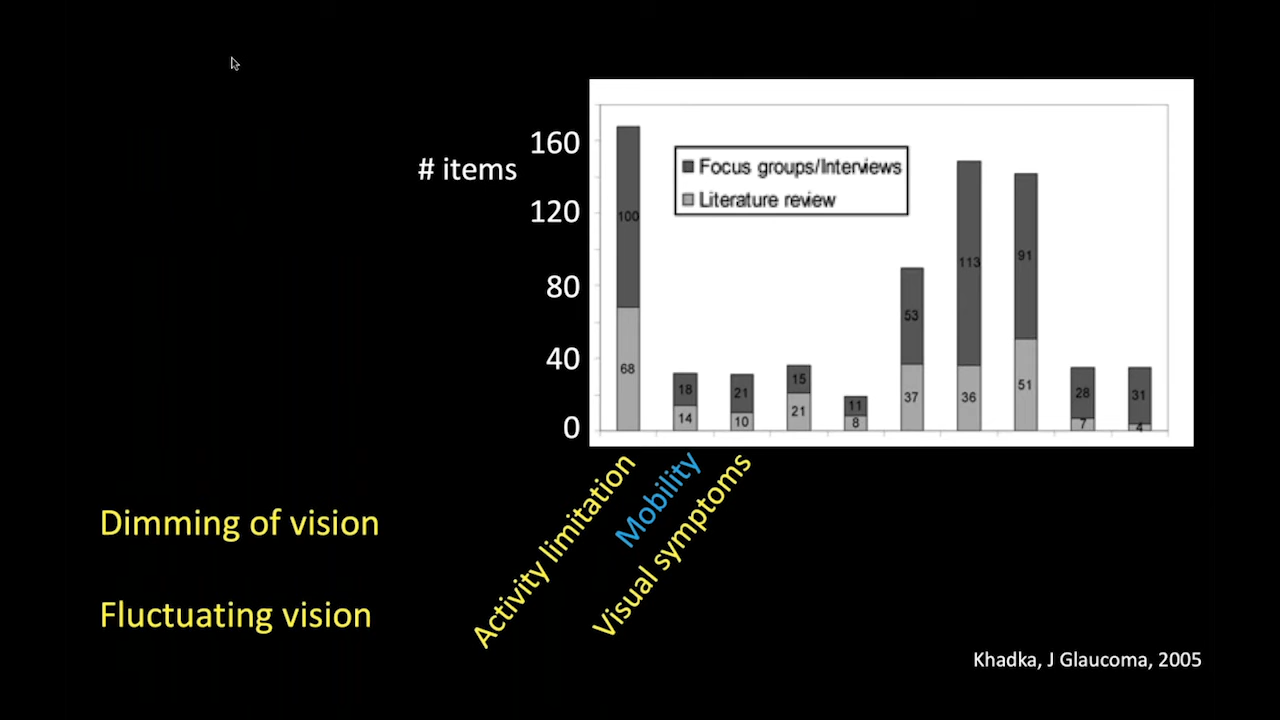 # items
160
120
80
40
0
Focus groups/Interviews
Literature review
100
68
18
14
21
10
15
21
11
8
53
37
113
36
91
51
28
7
31
4
Activity limitation
Mobility
Visual symptoms
Dimming of vision
Fluctuating vision
Khadka, J Glaucoma, 2005